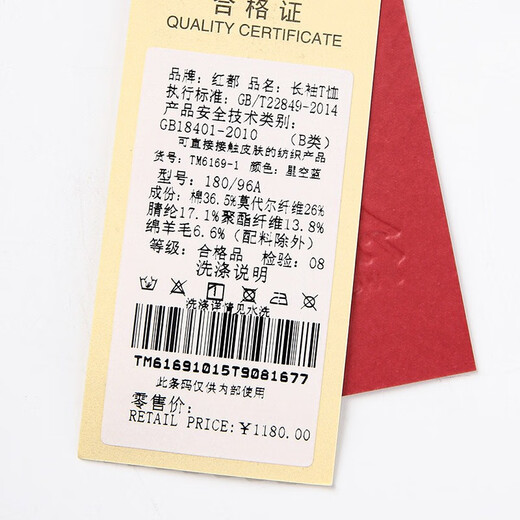 合格证
QUALITY CERTIFICATE
品牌: 红都 品名: 长袖T恤
执行标准: GB/T22849-2014
产品安全技术类别:
GB18401-2010 (B类)
可直接接触皮肤的纺织产品
货号: TM6169-1 颜色: 星空蓝
型号: 180/96A
成份: 棉36.5%莫代尔纤维26%
腈纶17.1%聚酯纤维13.8%
绵羊毛6.6%(配料除外)
等级: 合格品 检验: 08
洗涤说明
洗涤详情见水洗
TM61691015T9081677
此条码仅供内部使用
零售价:
RETAIL PRICE: ¥1180.00